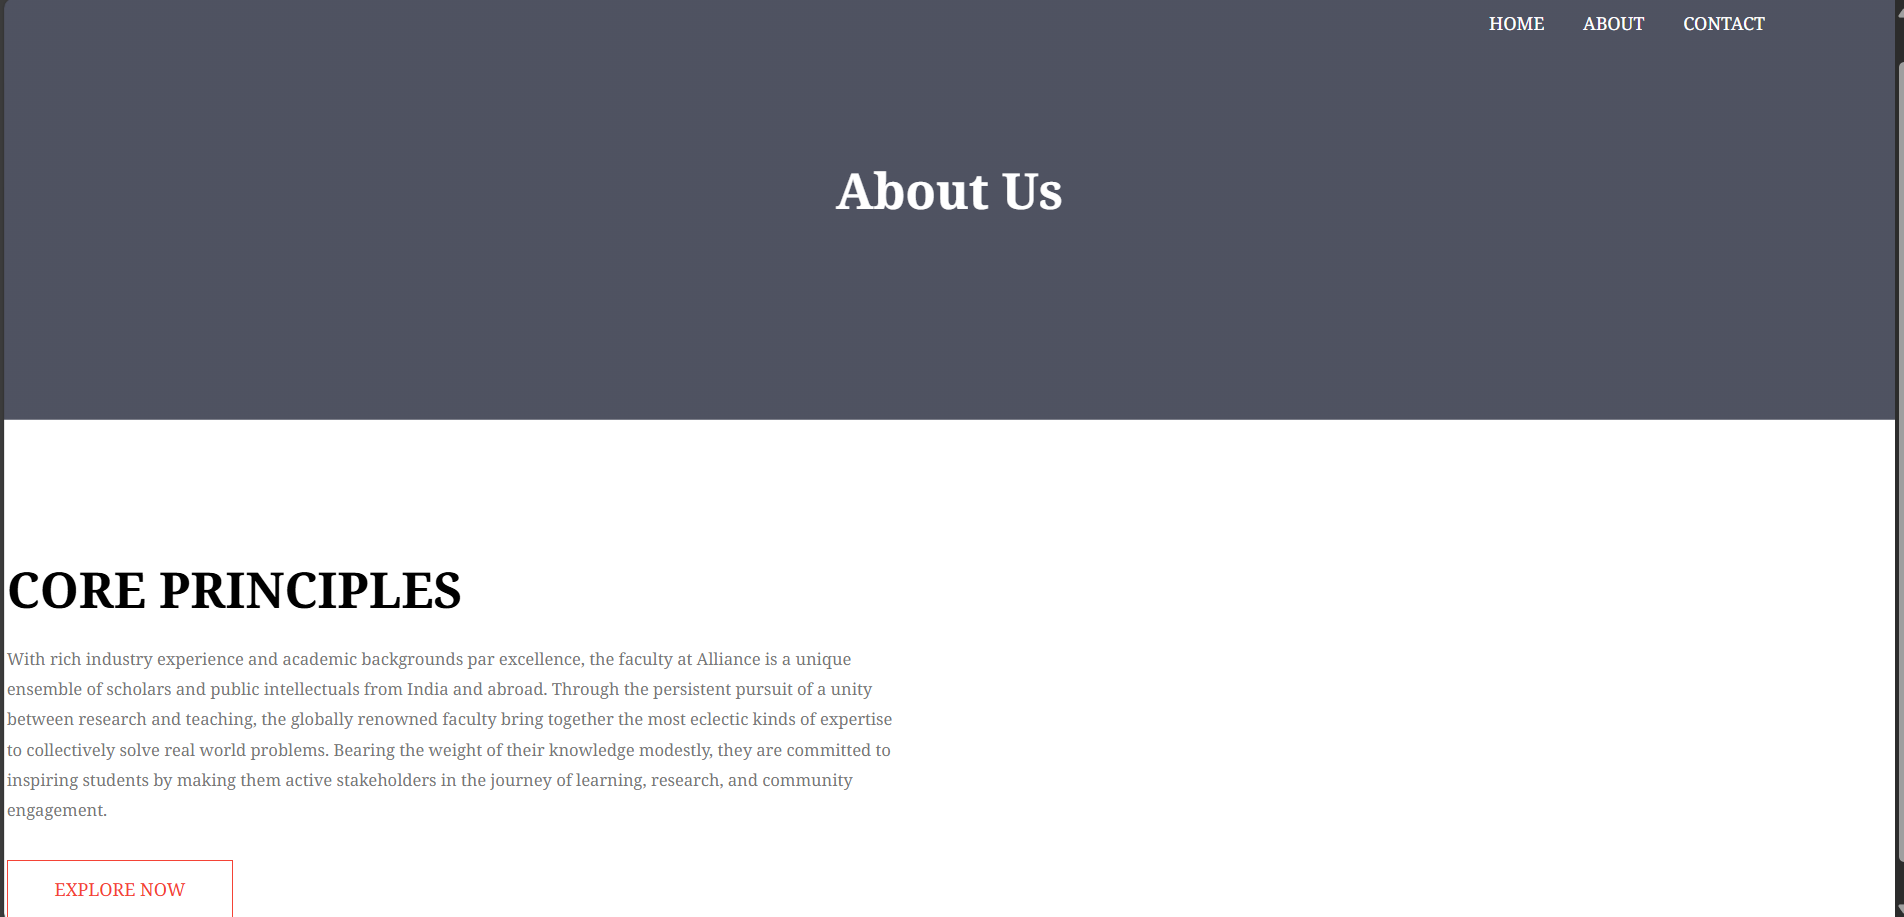 HOME ABOUT CONTACT
About Us
CORE PRINCIPLES
With rich industry experience and academic backgrounds par excellence, the faculty at Alliance is a unique
ensemble of scholars and public intellectuals from India and abroad. Through the persistent pursuit of a unity
between research and teaching, the globally renowned faculty bring together the most eclectic kinds of expertise
to collectively solve real world problems. Bearing the weight of their knowledge modestly, they are committed to
inspiring students by making them active stakeholders in the journey of learning, research, and community
engagement.
EXPLORE NOW